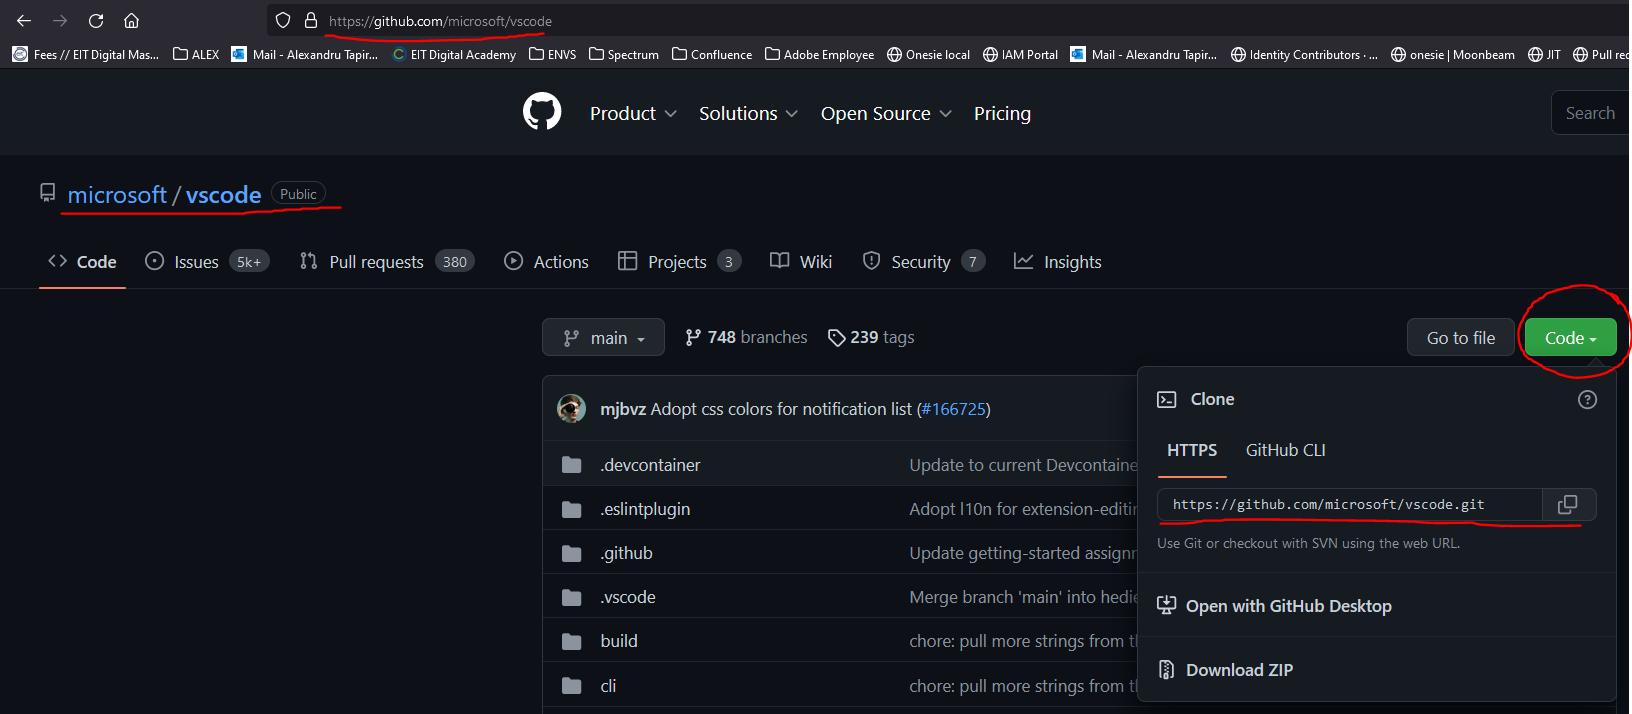 https://github.com/microsoft/vscode
Fees // EIT Digital Mas... ALEX Mail - Alexandru Tapir... EIT Digital Academy ENVS Spectrum Confluence Adobe Employee Onesie local IAM Portal Mail - Alexandru Tapir... Identity Contributors · ... onesie | Moonbeam JIT Pull rec
Product Solutions Open Source Pricing Search
microsoft / vscode Public
Code Issues 5k+ Pull requests 380 Actions Projects 3 Wiki Security 7 Insights
main 748 branches 239 tags Go to file Code
mjbvz Adopt css colors for notification list (#166725)
.devcontainer Update to current Devcontaine
.eslintplugin Adopt l10n for extension-editin
.github Update getting-started assignm
.vscode Merge branch 'main' into hedie
build chore: pull more strings from th
cli chore: pull more strings from th
Clone
HTTPS GitHub CLI
https://github.com/microsoft/vscode.git
Use Git or checkout with SVN using the web URL.
Open with GitHub Desktop
Download ZIP